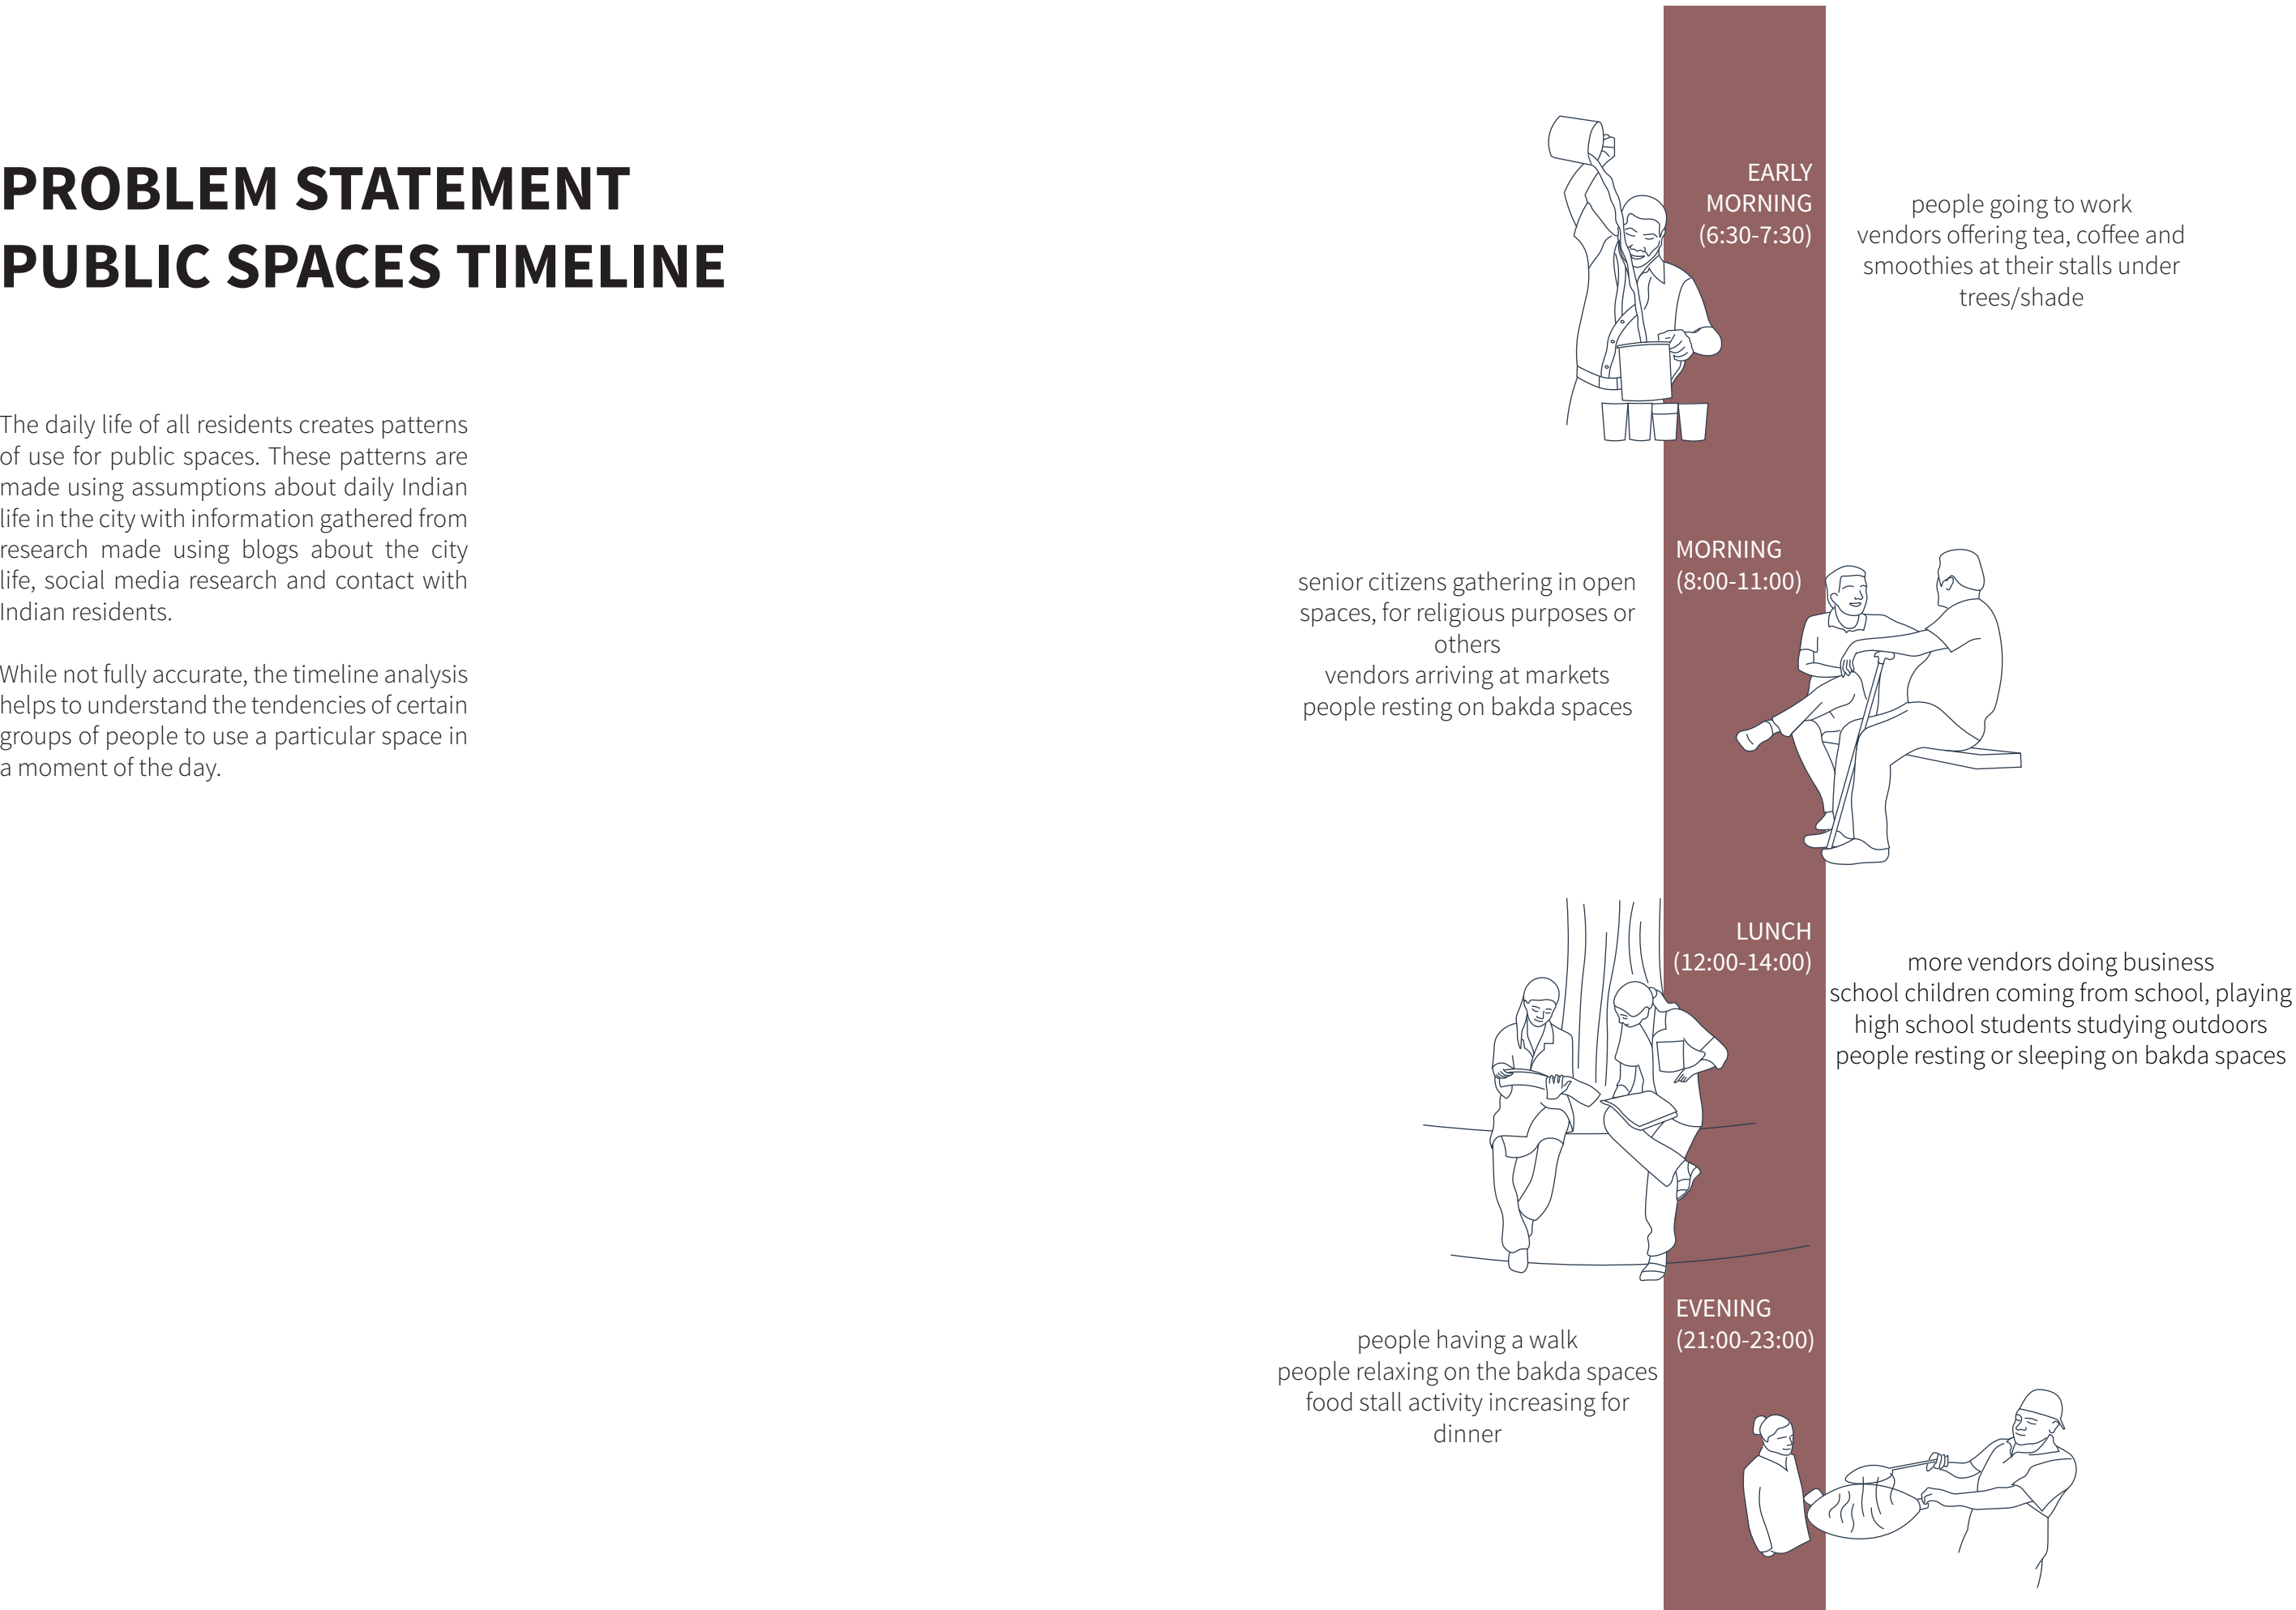 PROBLEM STATEMENT
PUBLIC SPACES TIMELINE
The daily life of all residents creates patterns
of use for public spaces. These patterns are
made using assumptions about daily Indian
life in the city with information gathered from
research made using blogs about the city
life, social media research and contact with
Indian residents.
While not fully accurate, the timeline analysis
helps to understand the tendencies of certain
groups of people to use a particular space in
a moment of the day.
EARLY
MORNING
(6:30-7:30)
people going to work
vendors offering tea, coffee and
smoothies at their stalls under
trees/shade
MORNING
(8:00-11:00)
senior citizens gathering in open
spaces, for religious purposes or
others
vendors arriving at markets
people resting on bakda spaces
LUNCH
(12:00-14:00)
more vendors doing business
school children coming from school, playing
high school students studying outdoors
people resting or sleeping on bakda spaces
EVENING
(21:00-23:00)
people having a walk
people relaxing on the bakda spaces
food stall activity increasing for
dinner